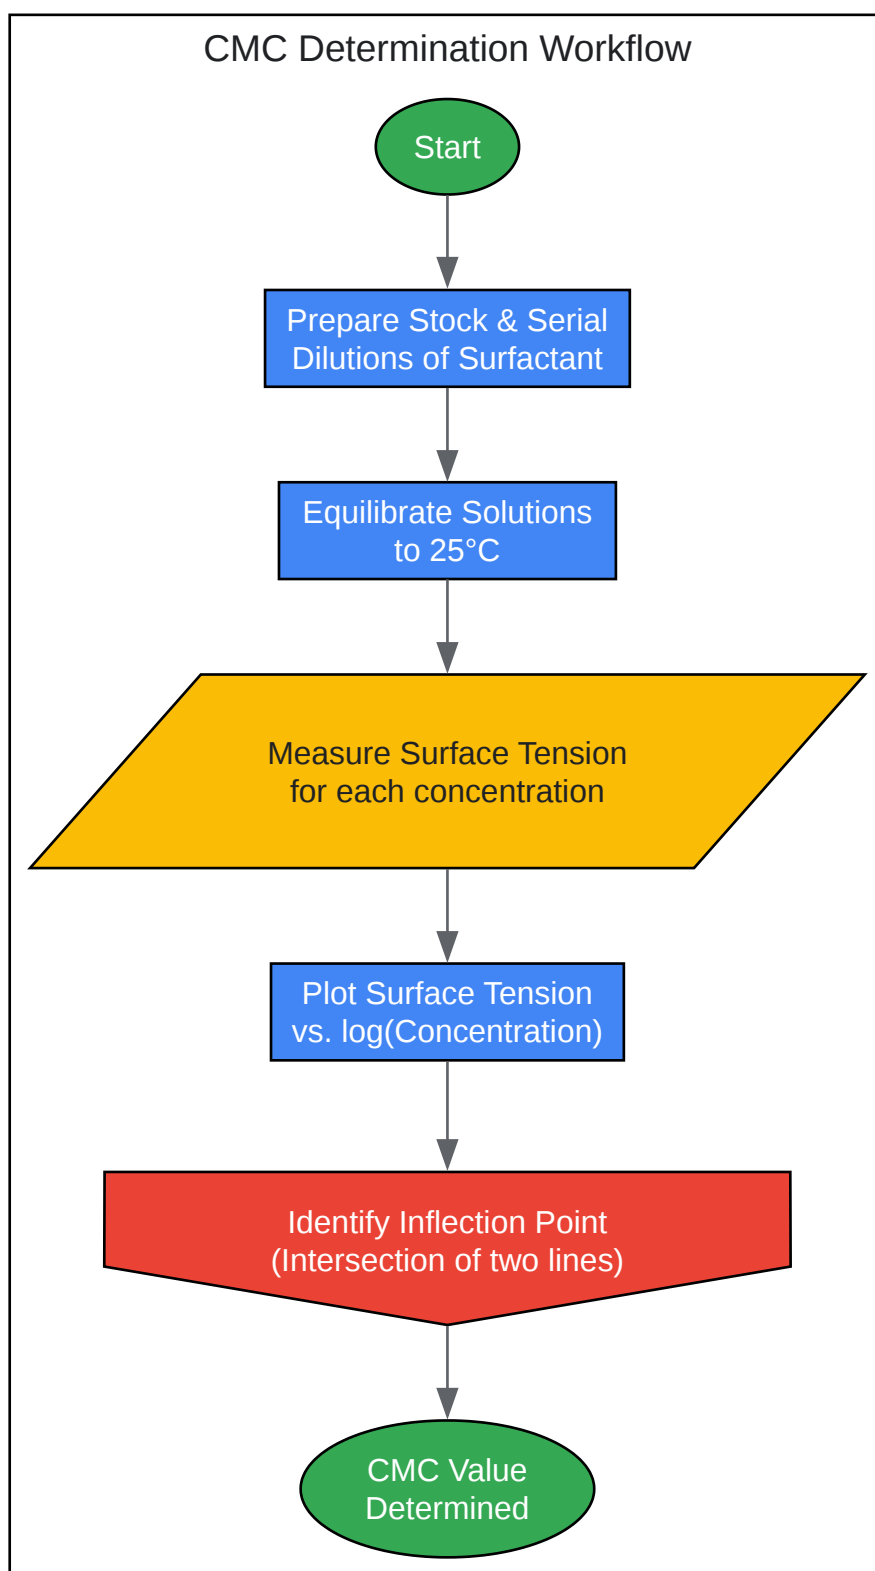 CMC Determination Workflow
Start
Prepare Stock & Serial
Dilutions of Surfactant
Equilibrate Solutions
to 25°C
Measure Surface Tension
for each concentration
Plot Surface Tension
vs. log(Concentration)
Identify Inflection Point
(Intersection of two lines)
CMC Value
Determined